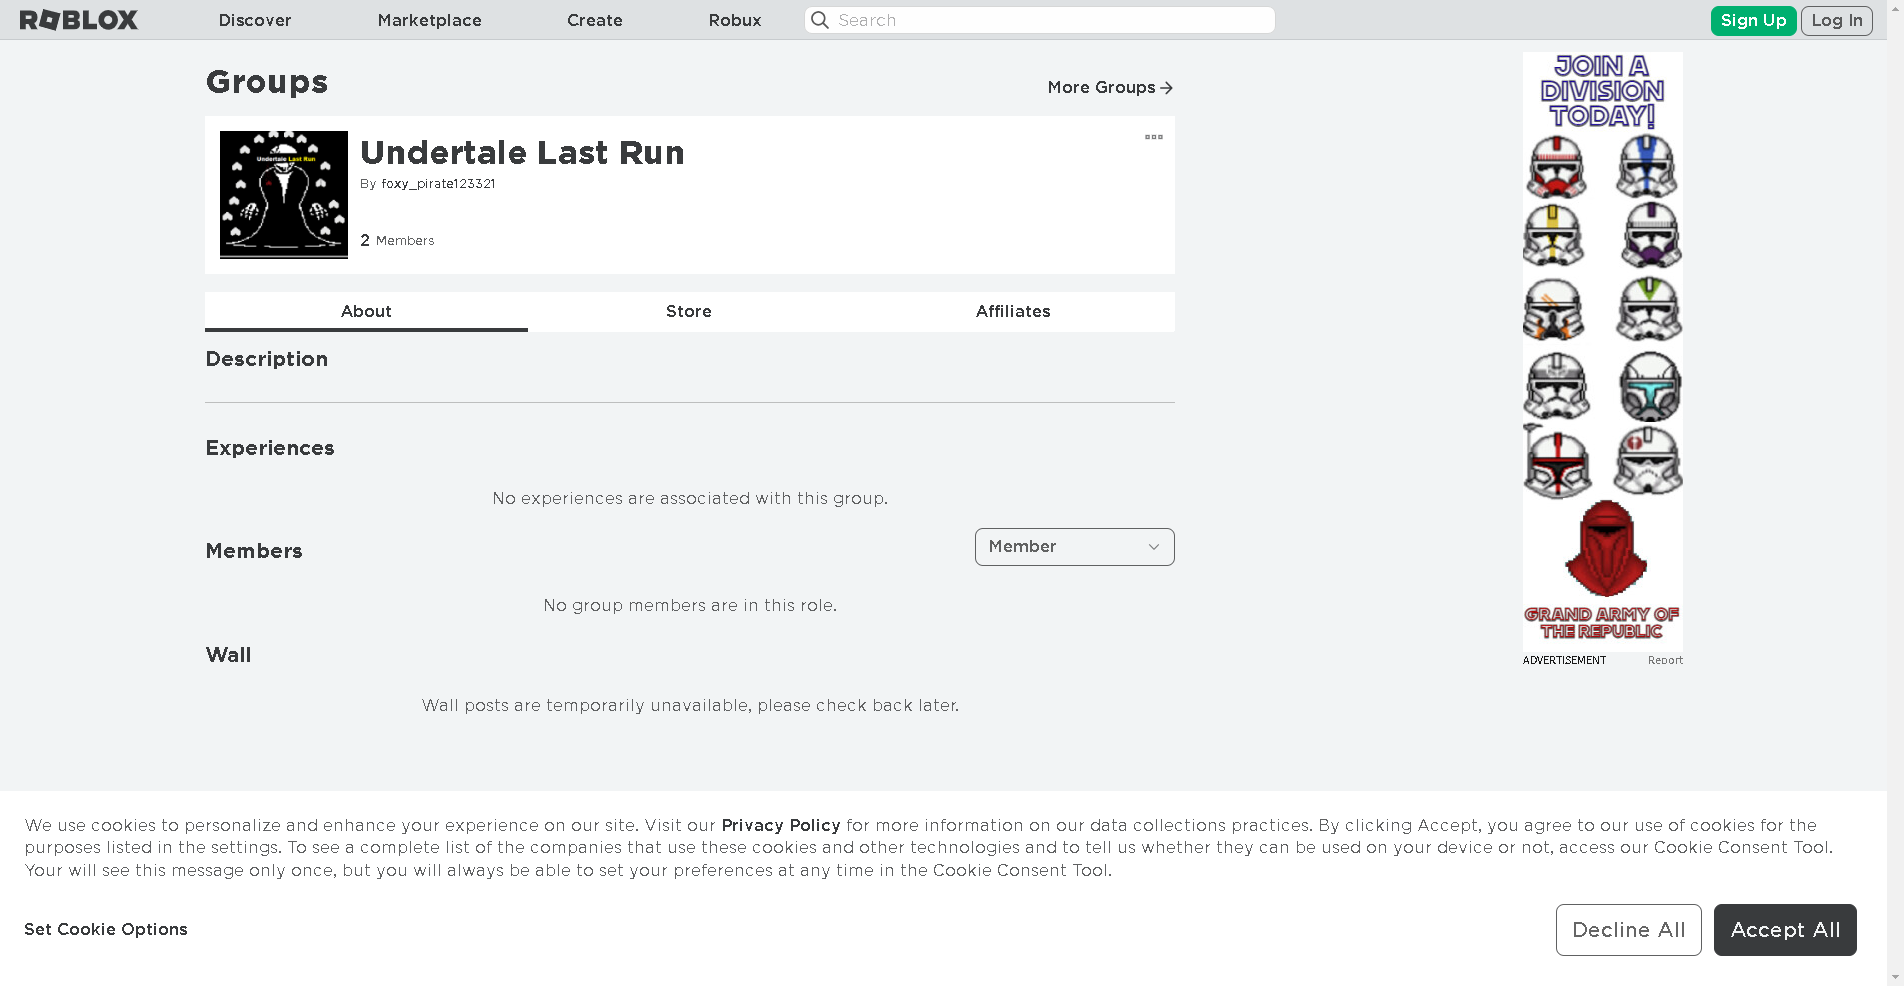 ROBLOX
Discover
Marketplace
Create
Robux
Search
Sign Up
Log In
Groups
More Groups
Undertale Last Run
Undertale Last Run
By foxy_pirate123321
2 Members
About
Store
Affiliates
Description
Experiences
No experiences are associated with this group.
Members
Member
No group members are in this role.
Wall
Wall posts are temporarily unavailable, please check back later.
JOIN A
DIVISION
TODAY!
GRAND ARMY OF
THE REPUBLIC
ADVERTISEMENT
Report
We use cookies to personalize and enhance your experience on our site. Visit our Privacy Policy for more information on our data collections practices. By clicking Accept, you agree to our use of cookies for the
purposes listed in the settings. To see a complete list of the companies that use these cookies and other technologies and to tell us whether they can be used on your device or not, access our Cookie Consent Tool.
Your will see this message only once, but you will always be able to set your preferences at any time in the Cookie Consent Tool.
Set Cookie Options
Decline All
Accept All